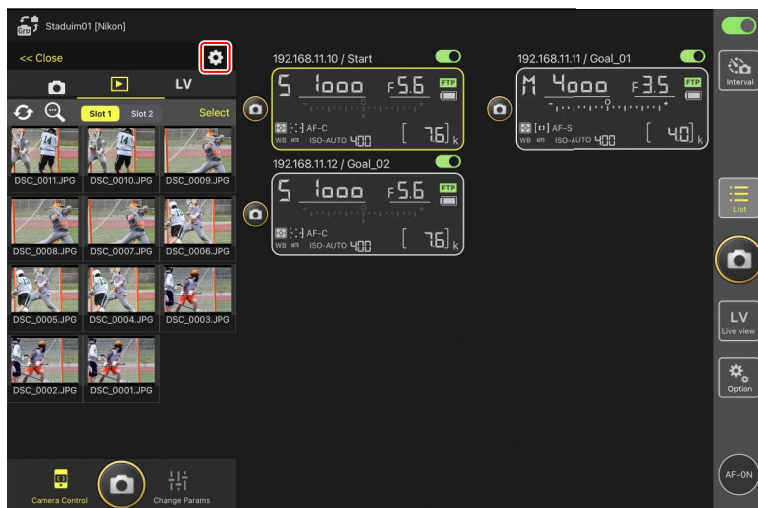 Grp Staduim01 [Nikon]
<< Close
LV
Slot 1 Slot 2 Select
DSC_0011.JPG DSC_0010.JPG DSC_0009.JPG
DSC_0008.JPG DSC_0007.JPG DSC_0006.JPG
DSC_0005.JPG DSC_0004.JPG DSC_0003.JPG
DSC_0002.JPG DSC_0001.JPG
Camera Control Change Params
192.168.11.10 / Start
S 1000 F5.6 FTP
AF-C
WB AUTO ISO-AUTO 400 [ 7.6] k
192.168.11.11 / Goal_01
M 4000 F3.5 FTP
AF-S
WB AUTO ISO-AUTO 400 [ 4.0] k
192.168.11.12 / Goal_02
S 1000 F5.6 FTP
AF-C
WB AUTO ISO-AUTO 400 [ 7.6] k
Interval
List
LV
Live view
Option
AF-ON